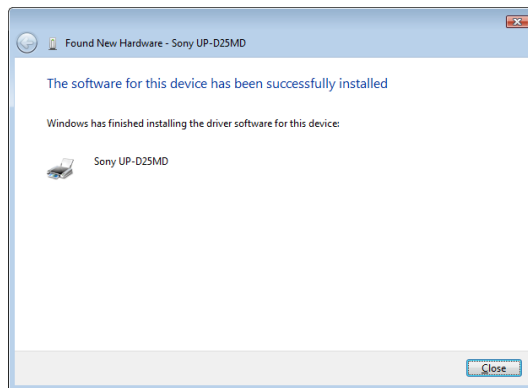 Found New Hardware - Sony UP-D25MD
The software for this device has been successfully installed
Windows has finished installing the driver software for this device:
Sony UP-D25MD
Close